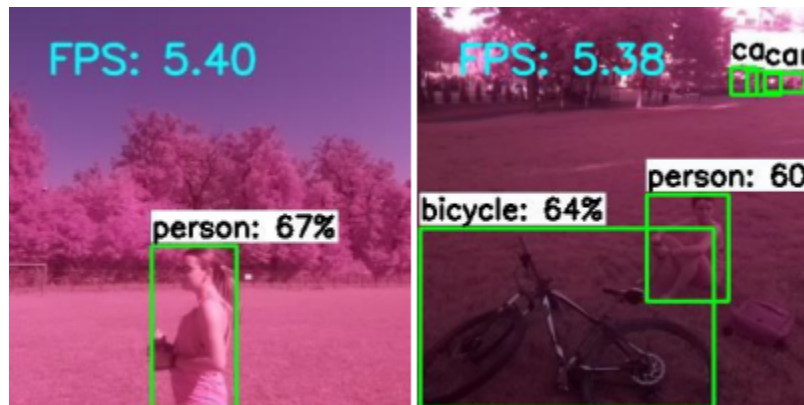 FPS: 5.40
person: 67%
FPS: 5.38
ca
car
person: 60
bicycle: 64%